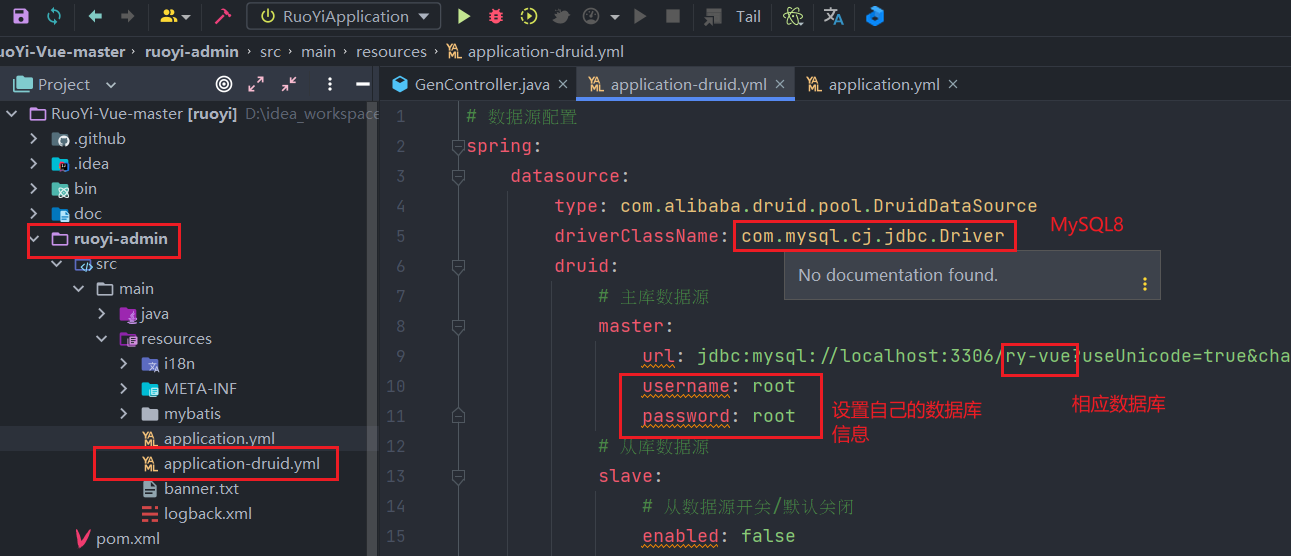 RuoYiApplication
Tail
uoYi-Vue-master › ruoyi-admin › src › main › resources › application-druid.yml
Project
GenController.java
application-druid.yml
application.yml
RuoYi-Vue-master [ruoyi] D:\idea_workspace
.github
.idea
bin
doc
ruoyi-admin
src
main
java
resources
i18n
META-INF
mybatis
application.yml
application-druid.yml
banner.txt
logback.xml
pom.xml
1 # 数据源配置
2 spring:
3 datasource:
4 type: com.alibaba.druid.pool.DruidDataSource
5 driverClassName: com.mysql.cj.jdbc.Driver
MySQL8
6 druid:
No documentation found.
7 # 主库数据源
8 master:
9 url: jdbc:mysql://localhost:3306/ry-vue?useUnicode=true&cha
10 username: root
11 password: root
设置自己的数据库
信息
相应数据库
12 # 从库数据源
13 slave:
14 # 从数据源开关/默认关闭
15 enabled: false